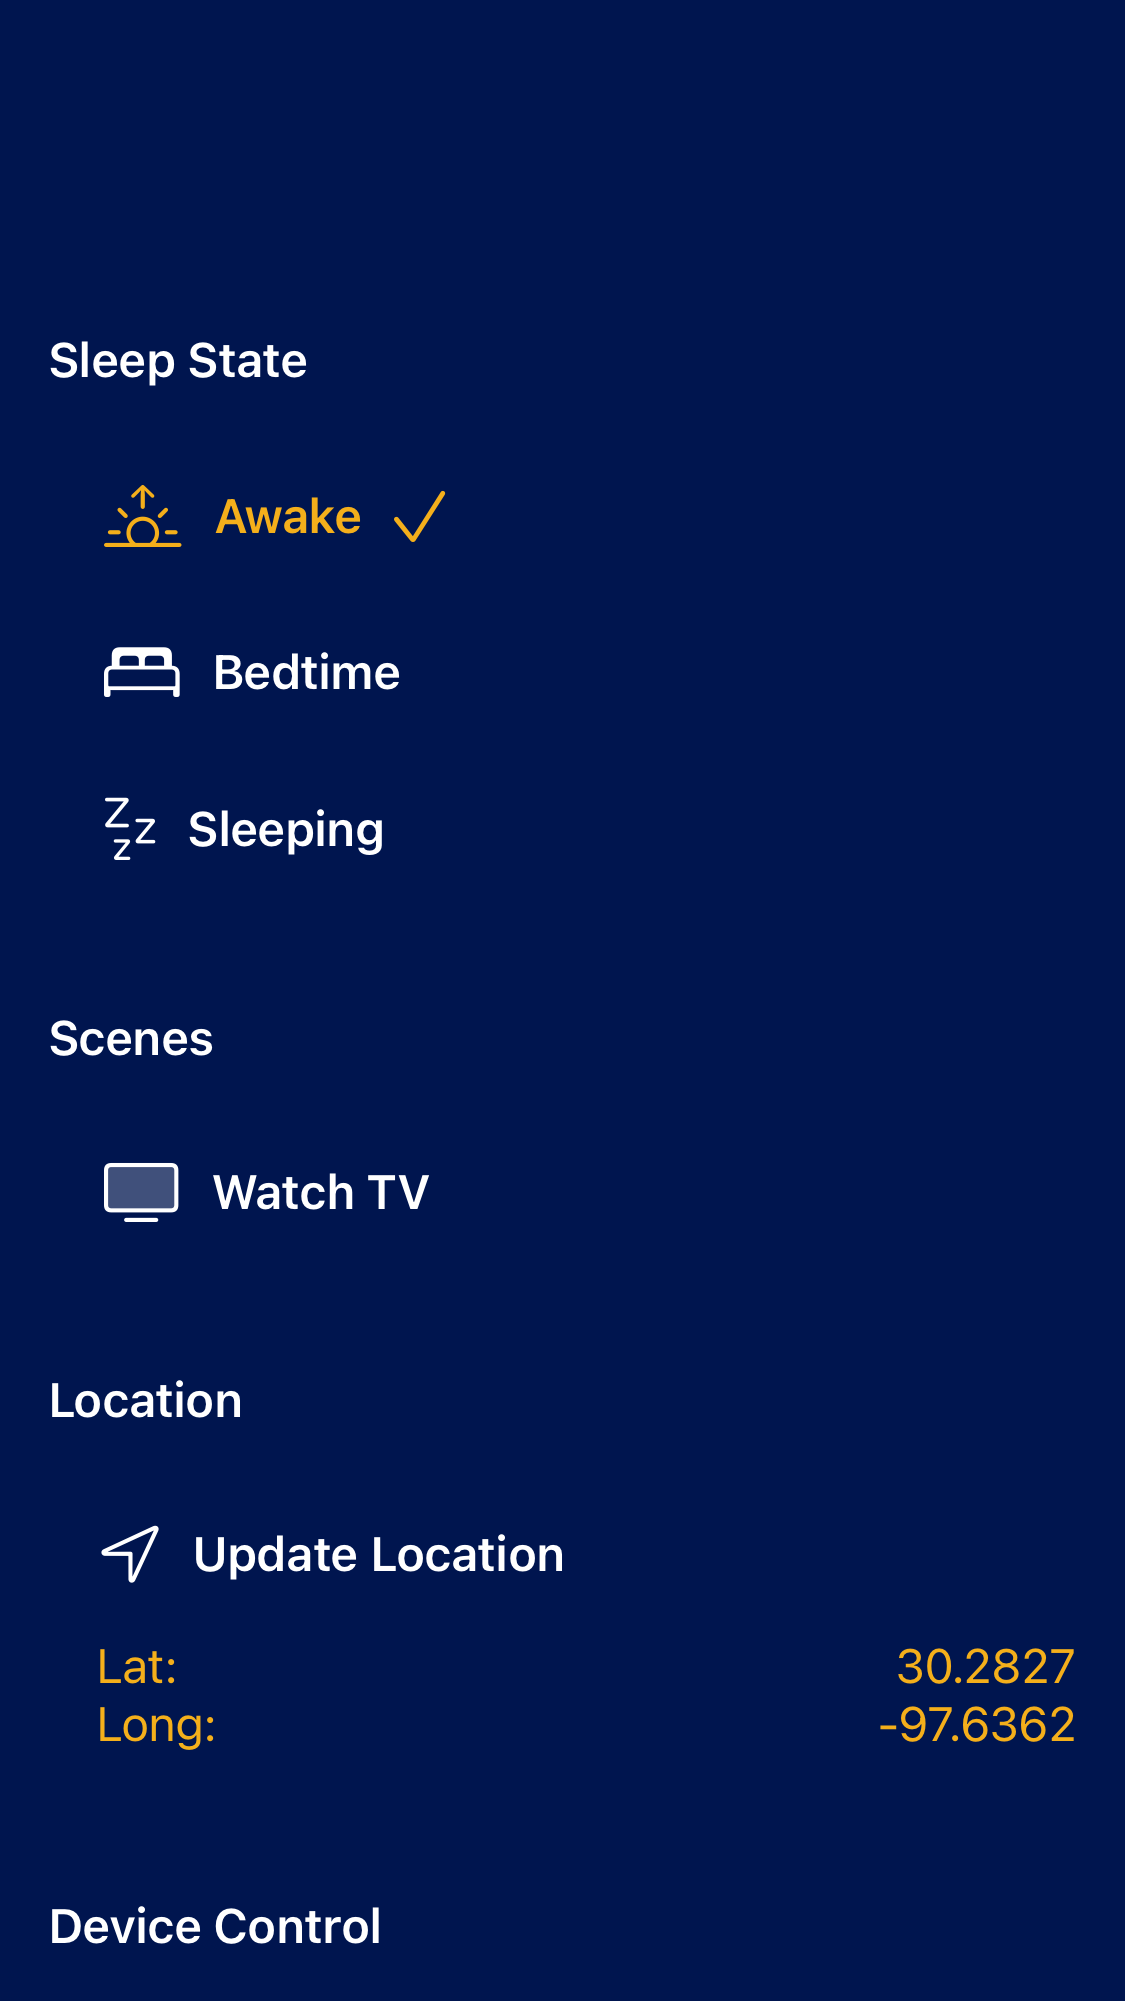 Sleep State
Awake
Bedtime
Sleeping
Scenes
Watch TV
Location
Update Location
Lat: 30.2827
Long: -97.6362
Device Control